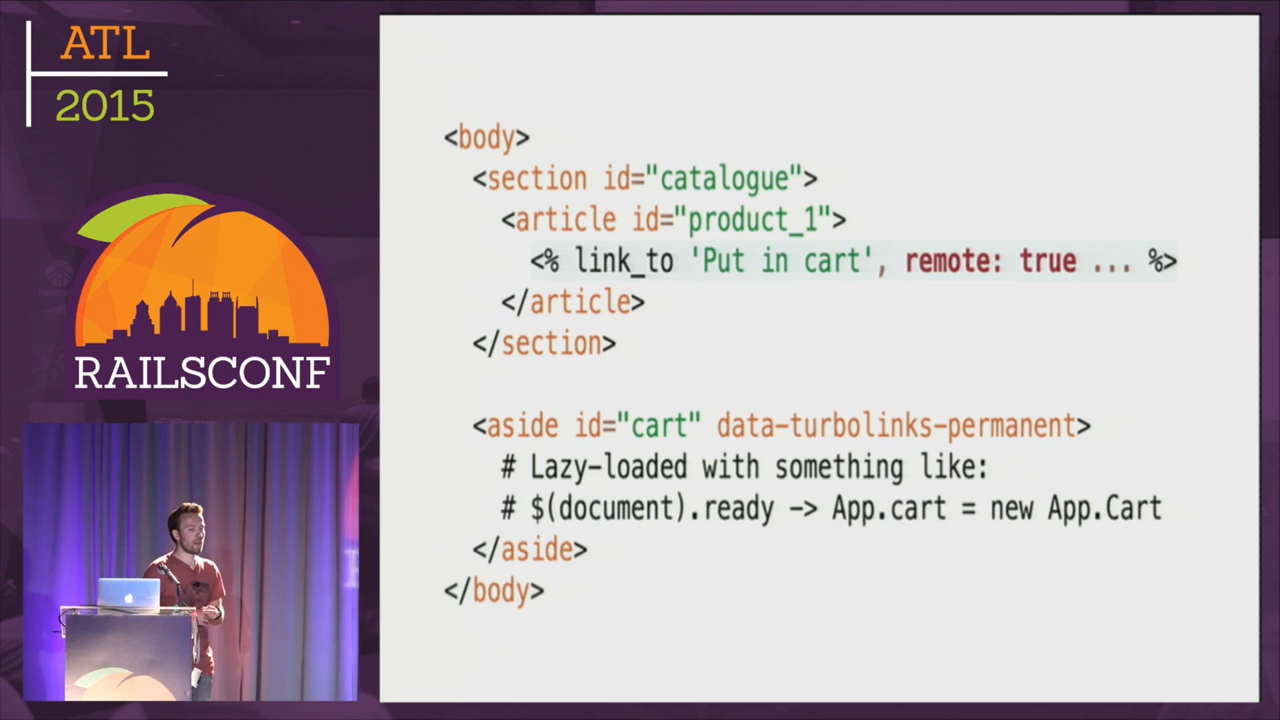 ATL
2015
RAILSCONF
<body>
<section id="catalogue">
<article id="product_1">
<% link_to 'Put in cart', remote: true ... %>
</article>
</section>
<aside id="cart" data-turbolinks-permanent>
# Lazy-loaded with something like:
# $(document).ready -> App.cart = new App.Cart
</aside>
</body>